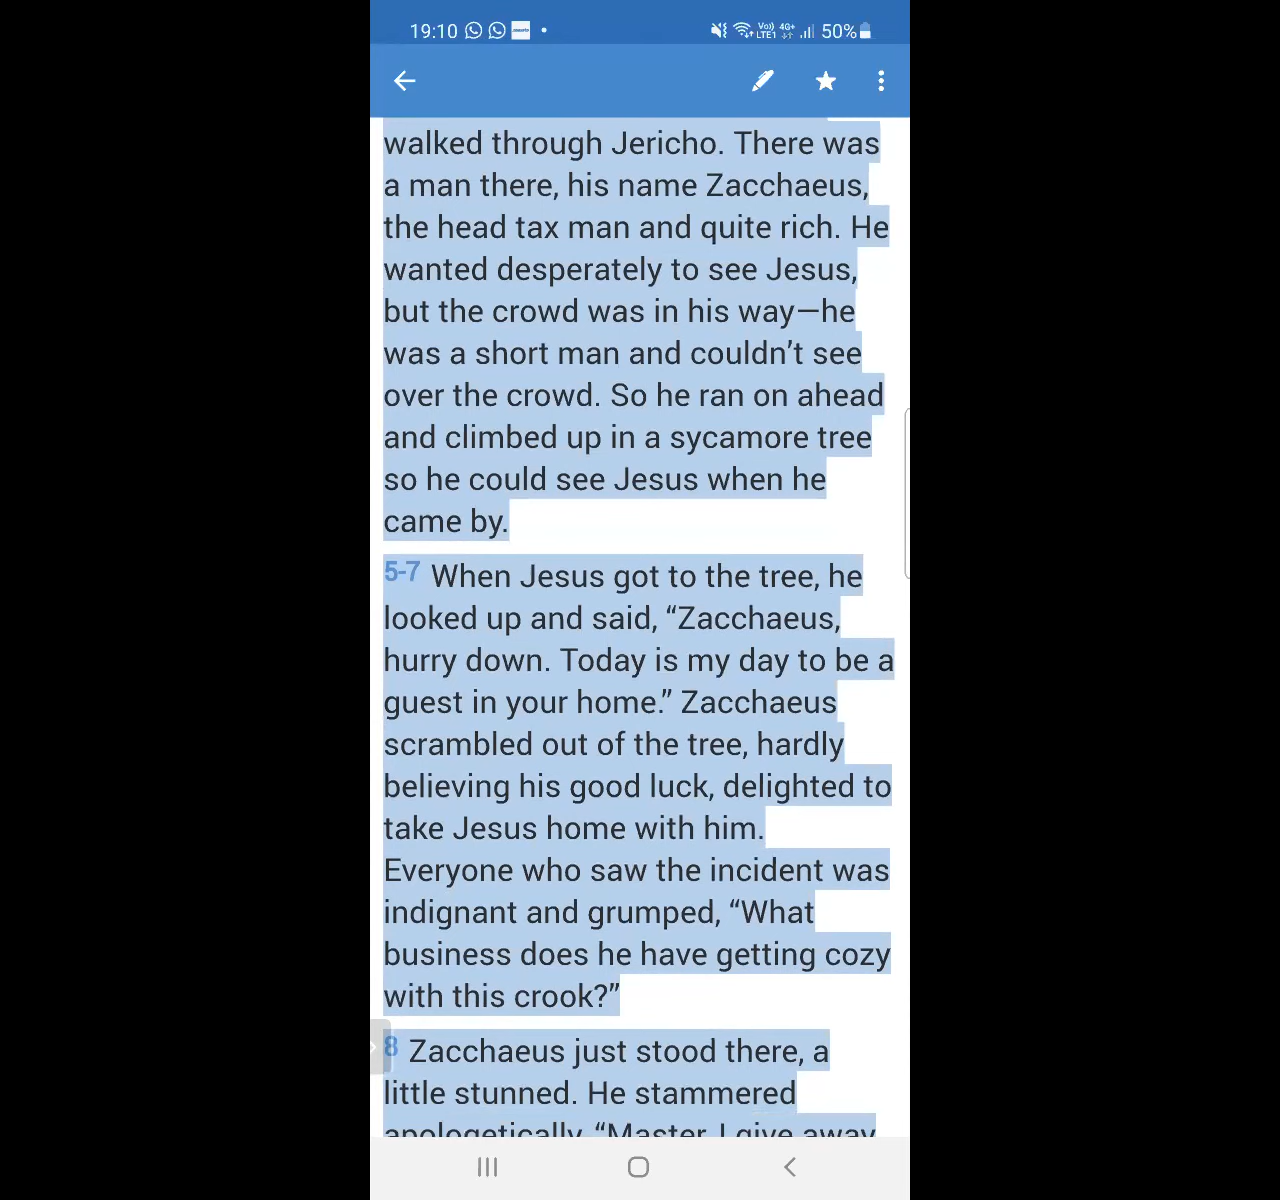 19:10
Vo)) LTE1 4G+ 50%
walked through Jericho. There was
a man there, his name Zacchaeus,
the head tax man and quite rich. He
wanted desperately to see Jesus,
but the crowd was in his way—he
was a short man and couldn’t see
over the crowd. So he ran on ahead
and climbed up in a sycamore tree
so he could see Jesus when he
came by.
5-7 When Jesus got to the tree, he
looked up and said, “Zacchaeus,
hurry down. Today is my day to be a
guest in your home.” Zacchaeus
scrambled out of the tree, hardly
believing his good luck, delighted to
take Jesus home with him.
Everyone who saw the incident was
indignant and grumped, “What
business does he have getting cozy
with this crook?”
8 Zacchaeus just stood there, a
little stunned. He stammered
apologetically, “Master, I give away